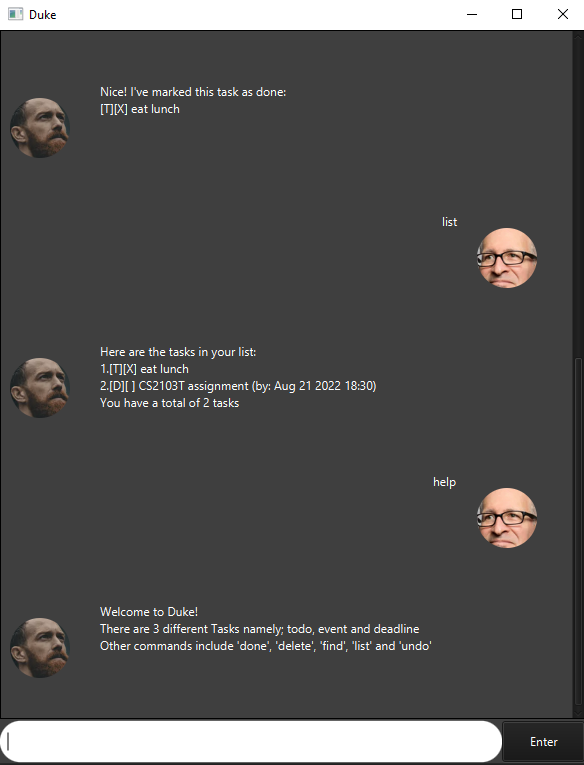 Duke
Nice! I've marked this task as done:
[T][X] eat lunch
list
Here are the tasks in your list:
1.[T][X] eat lunch
2.[D][ ] CS2103T assignment (by: Aug 21 2022 18:30)
You have a total of 2 tasks
help
Welcome to Duke!
There are 3 different Tasks namely; todo, event and deadline
Other commands include 'done', 'delete', 'find', 'list' and 'undo'
Enter